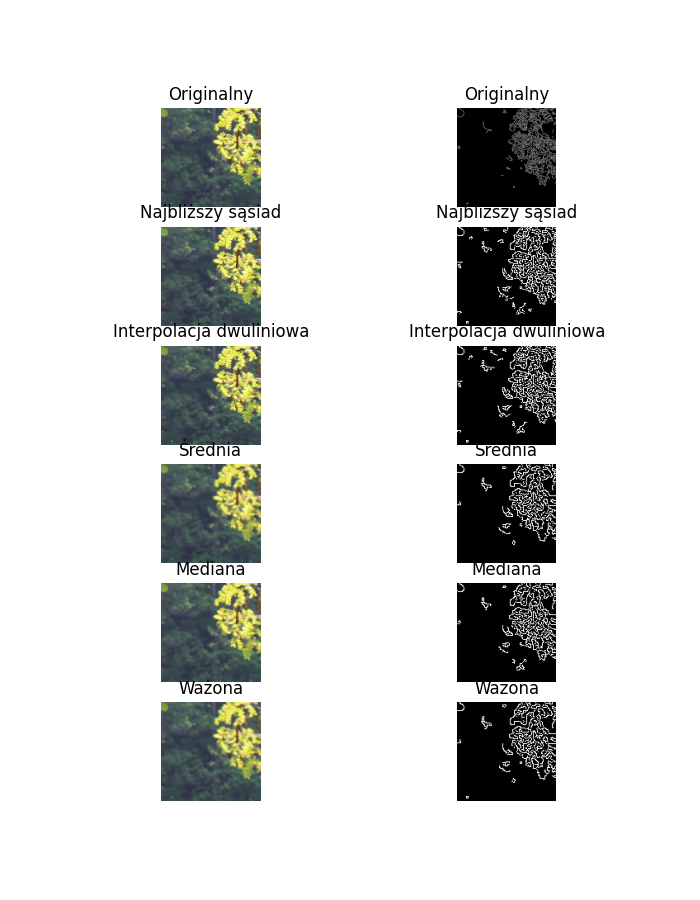 Originalny
Originalny
Najbliższy sąsiad
Najbliższy sąsiad
Interpolacja dwuliniowa
Interpolacja dwuliniowa
Średnia
Średnia
Mediana
Mediana
Ważona
Ważona